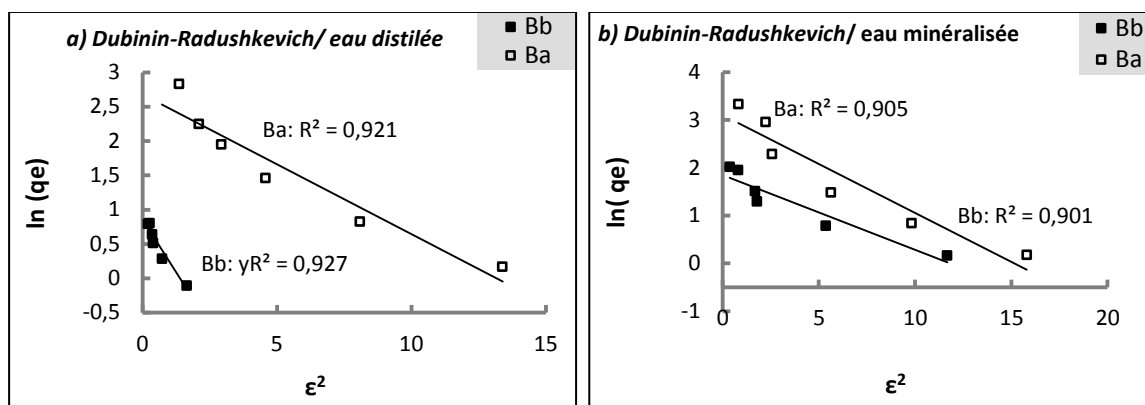 a) Dubinin-Radushkevich/ eau distilée
Bb
Ba
3
2,5
2
1,5
1
0,5
0
-0,5
ln (qe)
Ba: R² = 0,921
Bb: yR² = 0,927
0
5
10
15
ε²
b) Dubinin-Radushkevich/ eau minéralisée
Bb
Ba
4
3
2
1
0
-1
ln( qe)
Ba: R² = 0,905
Bb: R² = 0,901
0
5
10
15
20
ε²